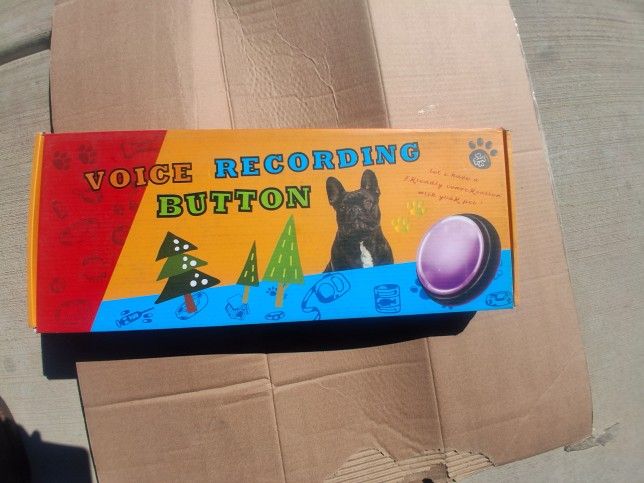 VOICE RECORDING
BUTTON
let s have a
friendly conversation
with your pet !